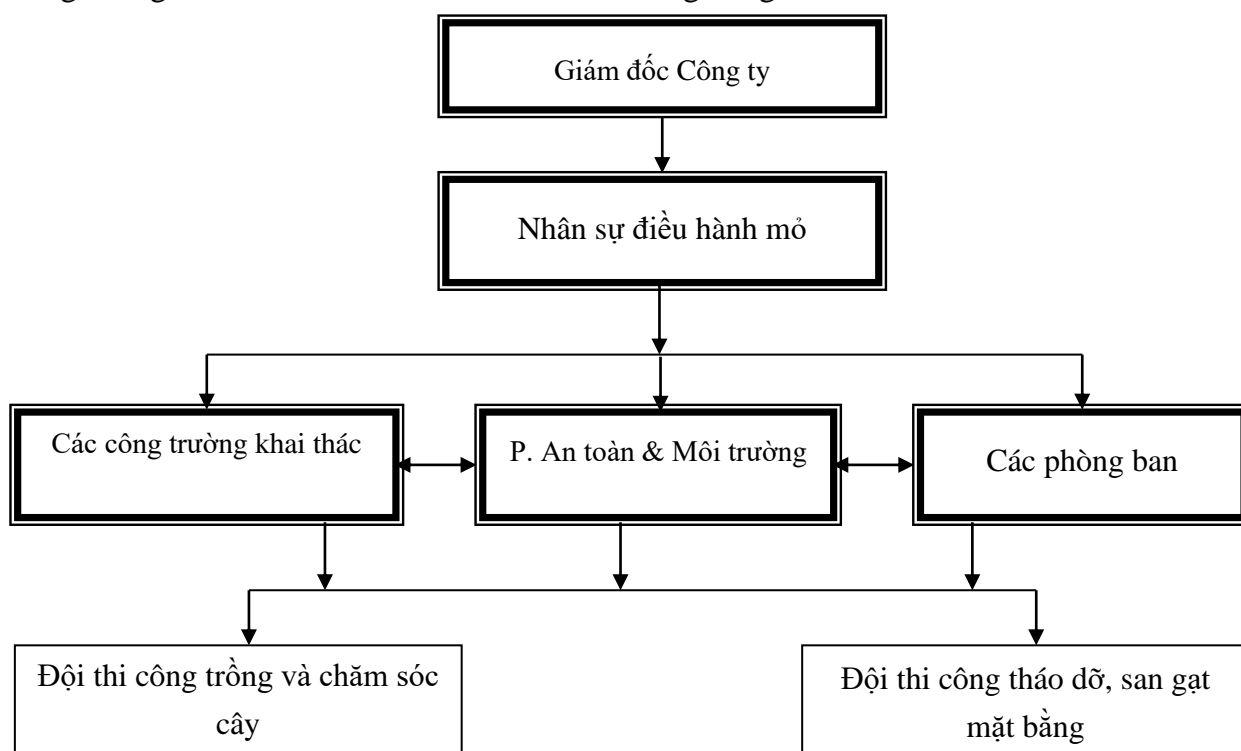 Giám đốc Công ty
Nhân sự điều hành mỏ
Các công trường khai thác
P. An toàn & Môi trường
Các phòng ban
Đội thi công trồng và chăm sóc
cây
Đội thi công tháo dỡ, san gạt
mặt bằng